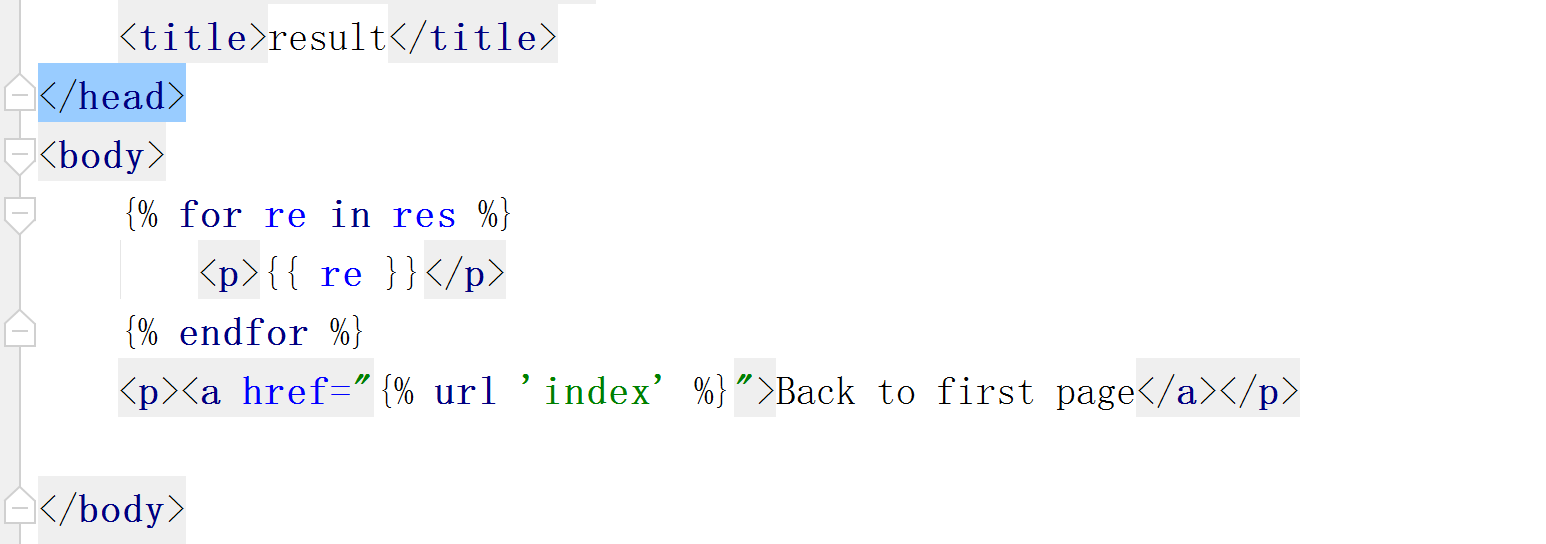 <title>result</title>
</head>
<body>
{% for re in res %}
<p>{{ re }}</p>
{% endfor %}
<p><a href="{% url 'index' %}">Back to first page</a></p>
</body>